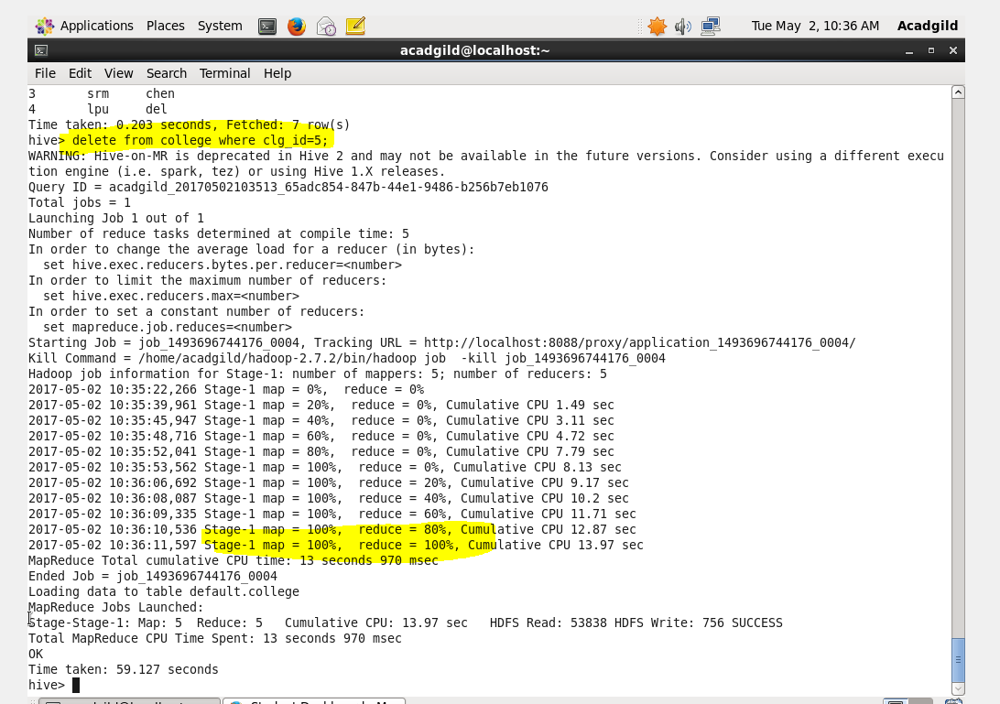 Applications Places System Tue May 2, 10:36 AM Acadgild
acadgild@localhost:~
File Edit View Search Terminal Help
3 srm chen
4 lpu del
Time taken: 0.203 seconds, Fetched: 7 row(s)
hive> delete from college where clg_id=5;
WARNING: Hive-on-MR is deprecated in Hive 2 and may not be available in the future versions. Consider using a different execu
tion engine (i.e. spark, tez) or using Hive 1.X releases.
Query ID = acadgild_20170502103513_65adc854-847b-44e1-9486-b256b7eb1076
Total jobs = 1
Launching Job 1 out of 1
Number of reduce tasks determined at compile time: 5
In order to change the average load for a reducer (in bytes):
  set hive.exec.reducers.bytes.per.reducer=<number>
In order to limit the maximum number of reducers:
  set hive.exec.reducers.max=<number>
In order to set a constant number of reducers:
  set mapreduce.job.reduces=<number>
Starting Job = job_1493696744176_0004, Tracking URL = http://localhost:8088/proxy/application_1493696744176_0004/
Kill Command = /home/acadgild/hadoop-2.7.2/bin/hadoop job  -kill job_1493696744176_0004
Hadoop job information for Stage-1: number of mappers: 5; number of reducers: 5
2017-05-02 10:35:22,266 Stage-1 map = 0%,  reduce = 0%
2017-05-02 10:35:39,961 Stage-1 map = 20%,  reduce = 0%, Cumulative CPU 1.49 sec
2017-05-02 10:35:45,947 Stage-1 map = 40%,  reduce = 0%, Cumulative CPU 3.11 sec
2017-05-02 10:35:48,716 Stage-1 map = 60%,  reduce = 0%, Cumulative CPU 4.72 sec
2017-05-02 10:35:52,041 Stage-1 map = 80%,  reduce = 0%, Cumulative CPU 7.79 sec
2017-05-02 10:35:53,562 Stage-1 map = 100%,  reduce = 0%, Cumulative CPU 8.13 sec
2017-05-02 10:36:06,692 Stage-1 map = 100%,  reduce = 20%, Cumulative CPU 9.17 sec
2017-05-02 10:36:08,087 Stage-1 map = 100%,  reduce = 40%, Cumulative CPU 10.2 sec
2017-05-02 10:36:09,335 Stage-1 map = 100%,  reduce = 60%, Cumulative CPU 11.71 sec
2017-05-02 10:36:10,536 Stage-1 map = 100%,  reduce = 80%, Cumulative CPU 12.87 sec
2017-05-02 10:36:11,597 Stage-1 map = 100%,  reduce = 100%, Cumulative CPU 13.97 sec
MapReduce Total cumulative CPU time: 13 seconds 970 msec
Ended Job = job_1493696744176_0004
Loading data to table default.college
MapReduce Jobs Launched:
Stage-Stage-1: Map: 5  Reduce: 5   Cumulative CPU: 13.97 sec   HDFS Read: 53838 HDFS Write: 756 SUCCESS
Total MapReduce CPU Time Spent: 13 seconds 970 msec
OK
Time taken: 59.127 seconds
hive>